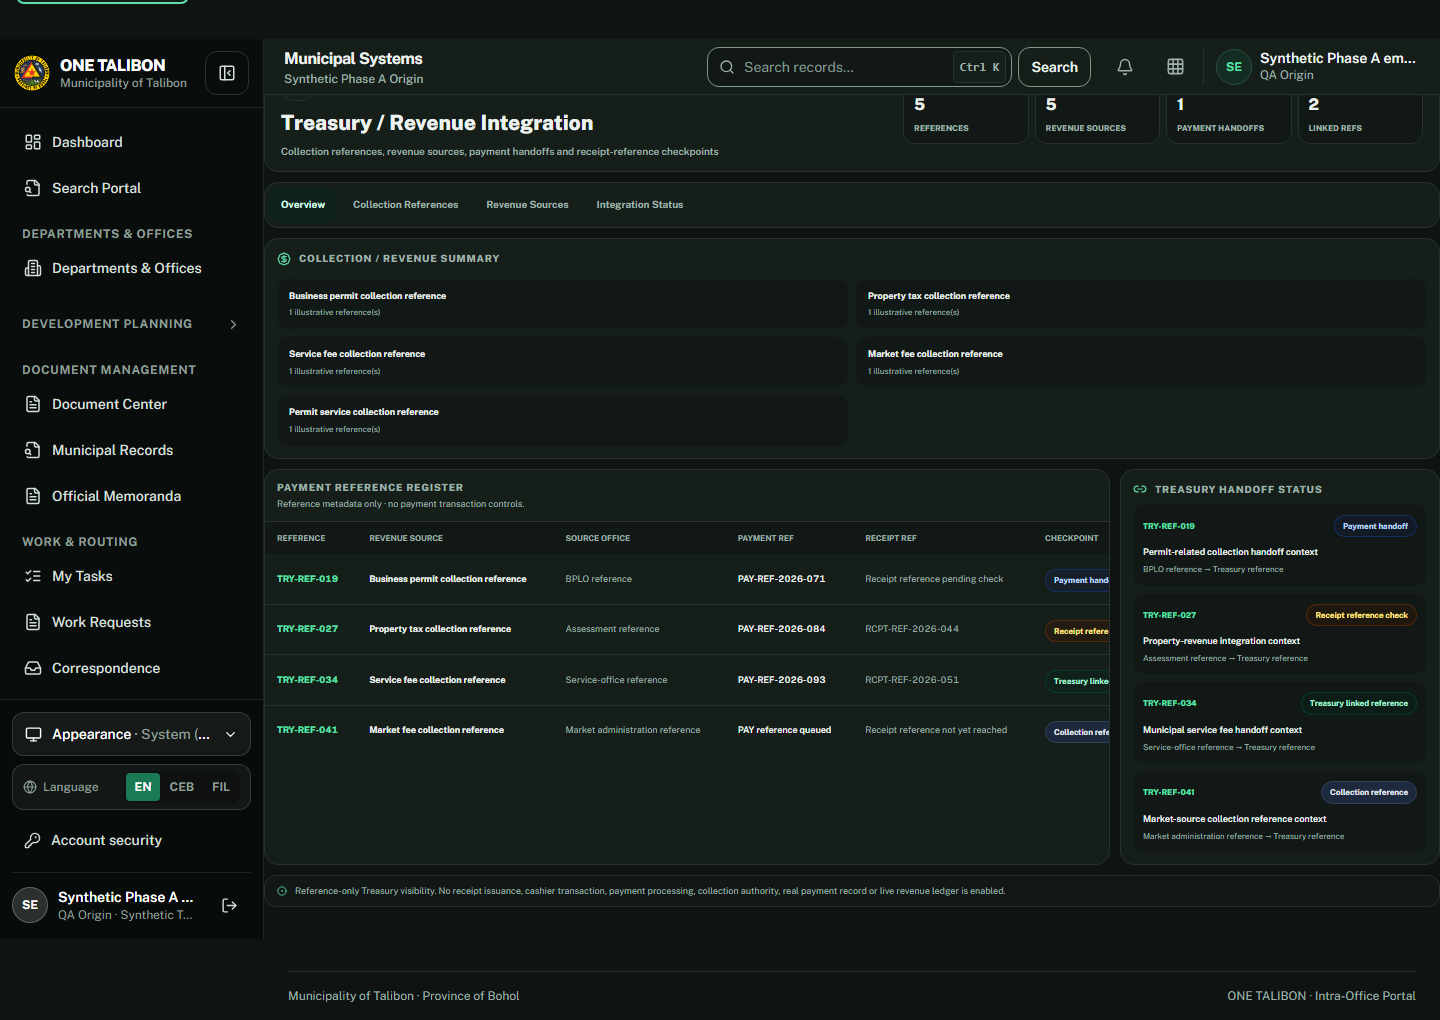 ONE TALIBON
Municipality of Talibon
Dashboard
Search Portal
DEPARTMENTS & OFFICES
Departments & Offices
DEVELOPMENT PLANNING
DOCUMENT MANAGEMENT
Document Center
Municipal Records
Official Memoranda
WORK & ROUTING
My Tasks
Work Requests
Correspondence
Appearance · System (...
Language EN CEB FIL
Account security
SE
Synthetic Phase A ...
QA Origin · Synthetic T...
Municipal Systems
Synthetic Phase A Origin
Search records... Ctrl K
Search
SE
Synthetic Phase A em...
QA Origin
Treasury / Revenue Integration
Collection references, revenue sources, payment handoffs and receipt-reference checkpoints
5
REFERENCES
5
REVENUE SOURCES
1
PAYMENT HANDOFFS
2
LINKED REFS
Overview Collection References Revenue Sources Integration Status
COLLECTION / REVENUE SUMMARY
Business permit collection reference
1 illustrative reference(s)
Property tax collection reference
1 illustrative reference(s)
Service fee collection reference
1 illustrative reference(s)
Market fee collection reference
1 illustrative reference(s)
Permit service collection reference
1 illustrative reference(s)
PAYMENT REFERENCE REGISTER
Reference metadata only · no payment transaction controls.
REFERENCE REVENUE SOURCE SOURCE OFFICE PAYMENT REF RECEIPT REF CHECKPOINT
TRY-REF-019 Business permit collection reference BPLO reference PAY-REF-2026-071 Receipt reference pending check Payment hand
TRY-REF-027 Property tax collection reference Assessment reference PAY-REF-2026-084 RCPT-REF-2026-044 Receipt refere
TRY-REF-034 Service fee collection reference Service-office reference PAY-REF-2026-093 RCPT-REF-2026-051 Treasury linke
TRY-REF-041 Market fee collection reference Market administration reference PAY reference queued Receipt reference not yet reached Collection refe
TREASURY HANDOFF STATUS
TRY-REF-019 Payment handoff
Permit-related collection handoff context
BPLO reference → Treasury reference
TRY-REF-027 Receipt reference check
Property-revenue integration context
Assessment reference → Treasury reference
TRY-REF-034 Treasury linked reference
Municipal service fee handoff context
Service-office reference → Treasury reference
TRY-REF-041 Collection reference
Market-source collection reference context
Market administration reference → Treasury reference
Reference-only Treasury visibility. No receipt issuance, cashier transaction, payment processing, collection authority, real payment record or live revenue ledger is enabled.
Municipality of Talibon · Province of Bohol
ONE TALIBON · Intra-Office Portal